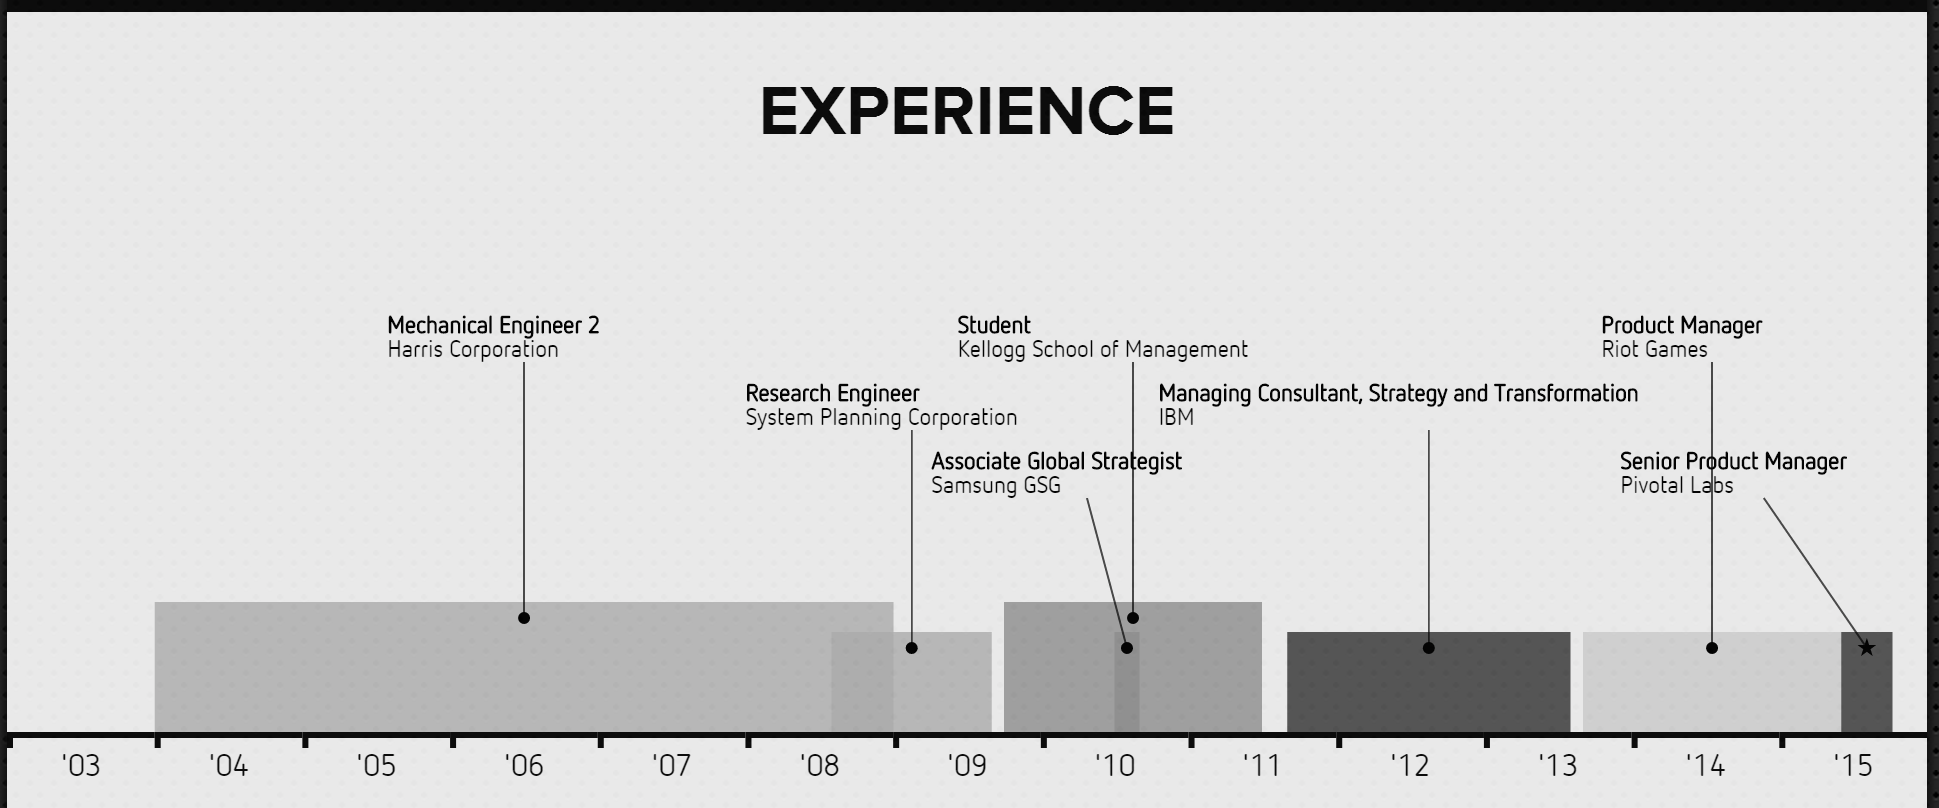 EXPERIENCE
Mechanical Engineer 2
Harris Corporation
Student
Kellogg School of Management
Product Manager
Riot Games
Research Engineer
System Planning Corporation
Managing Consultant, Strategy and Transformation
IBM
Associate Global Strategist
Samsung GSG
Senior Product Manager
Pivotal Labs
'03 '04 '05 '06 '07 '08 '09 '10 '11 '12 '13 '14 '15